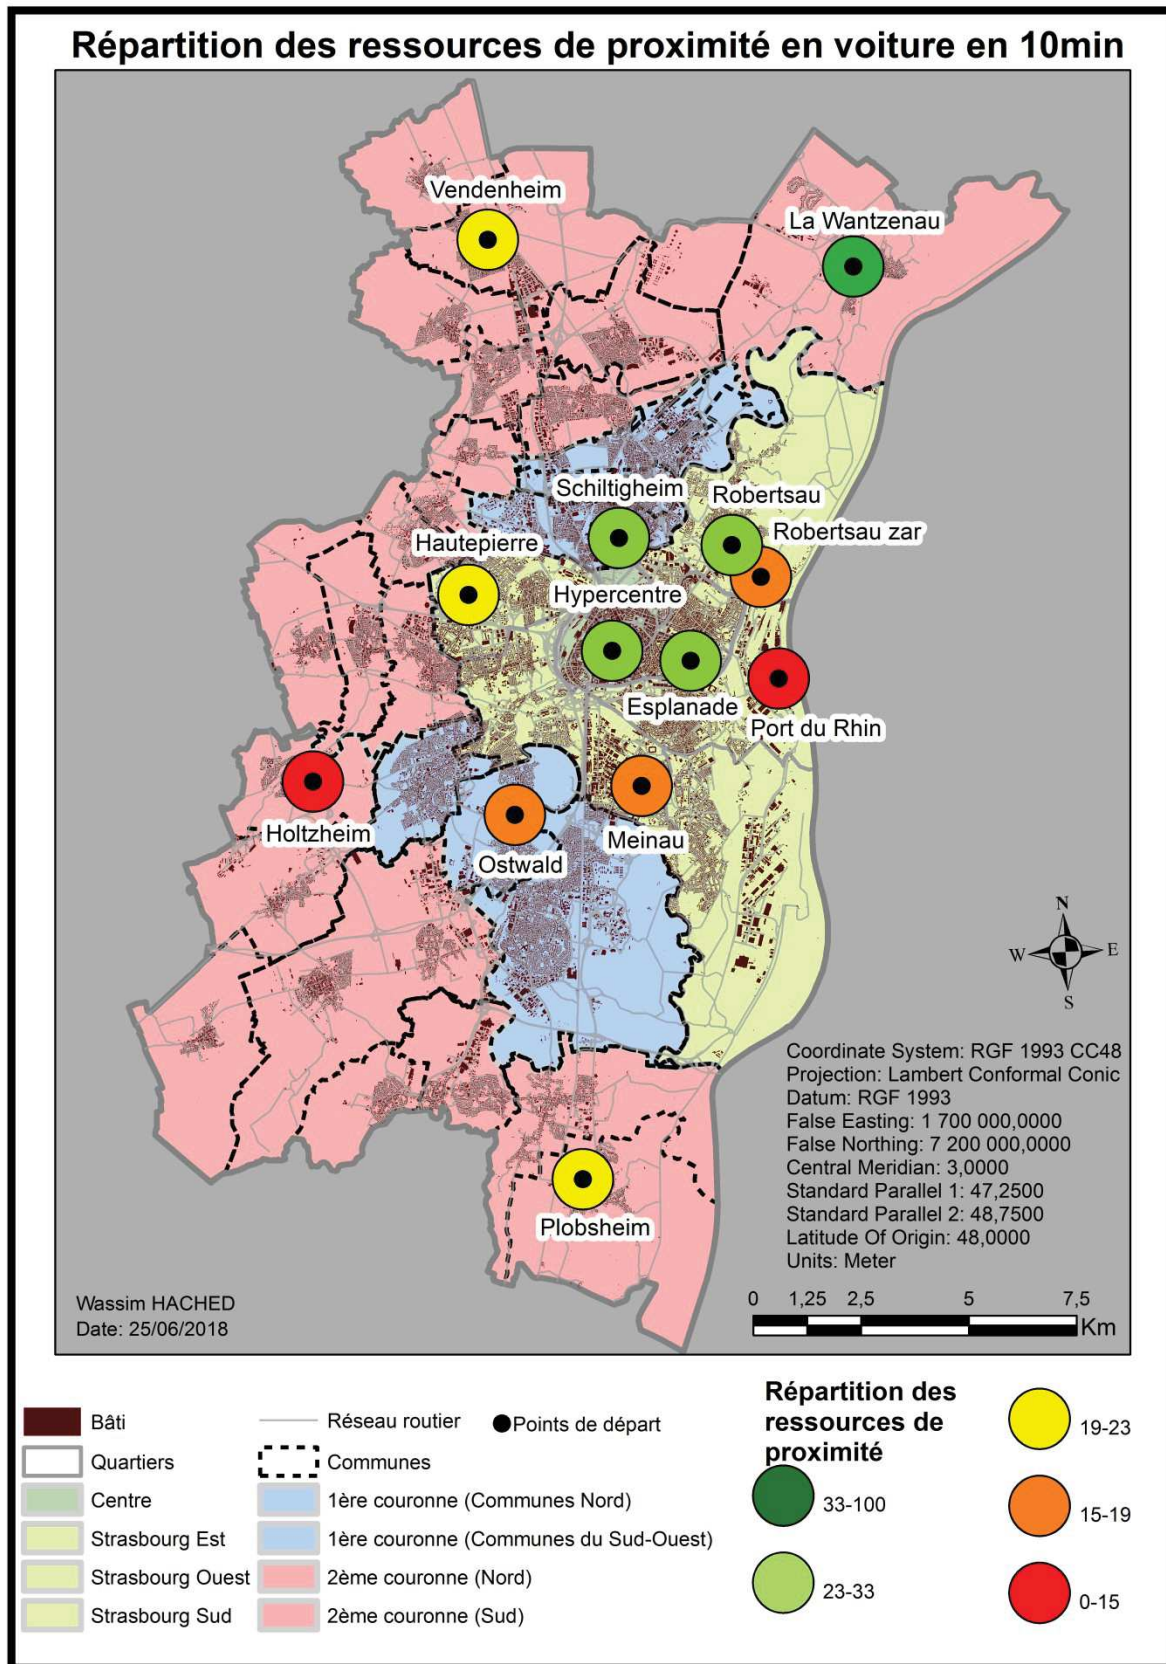 Répartition des ressources de proximité en voiture en 10min
Vendenheim
La Wantzenau
Schiltigheim
Robertsau
Robertsau zar
Hautepierre
Hypercentre
Esplanade
Port du Rhin
Holtzheim
Ostwald
Meinau
Plobsheim
N
W
E
S
Coordinate System: RGF 1993 CC48
Projection: Lambert Conformal Conic
Datum: RGF 1993
False Easting: 1 700 000,0000
False Northing: 7 200 000,0000
Central Meridian: 3,0000
Standard Parallel 1: 47,2500
Standard Parallel 2: 48,7500
Latitude Of Origin: 48,0000
Units: Meter
Wassim HACHED
Date: 25/06/2018
0 1,25 2,5 5 7,5
Km
Bâti
Quartiers
Centre
Strasbourg Est
Strasbourg Ouest
Strasbourg Sud
Réseau routier
Points de départ
Communes
1ère couronne (Communes Nord)
1ère couronne (Communes du Sud-Ouest)
2ème couronne (Nord)
2ème couronne (Sud)
Répartition des
ressources de
proximité
33-100
23-33
19-23
15-19
0-15